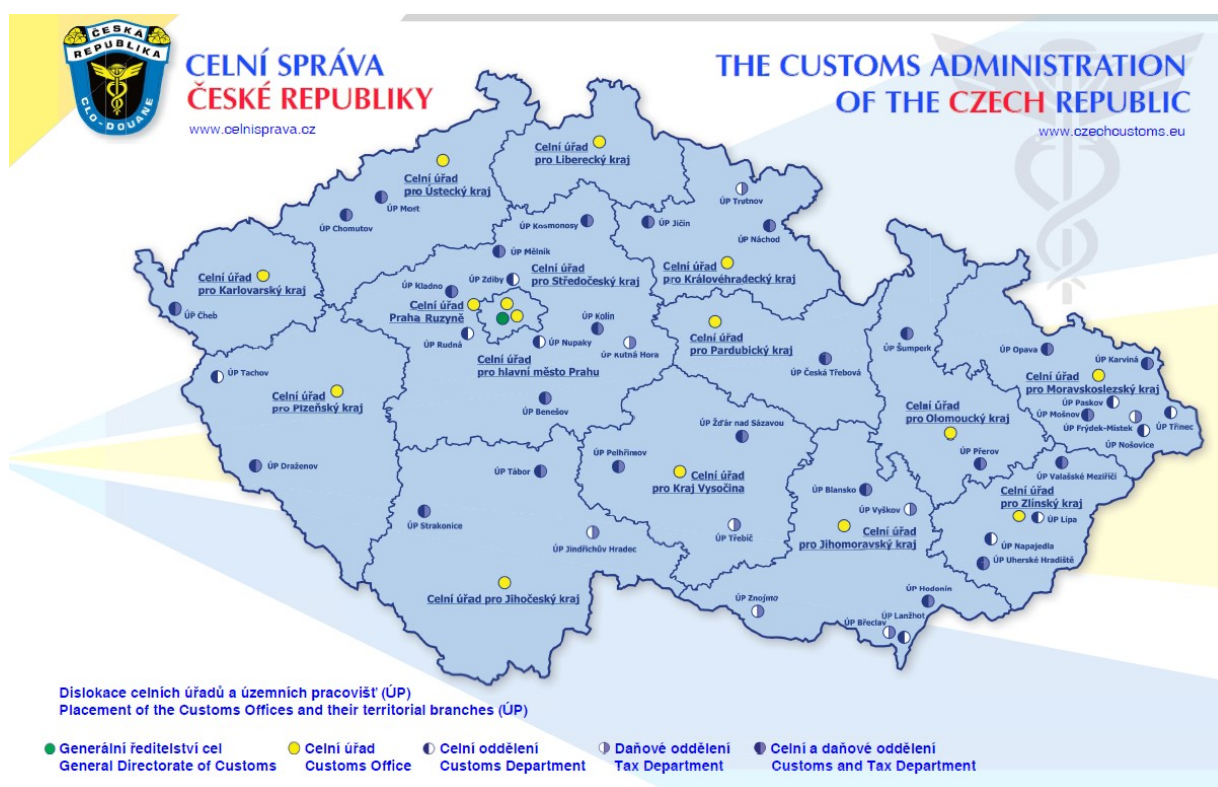 ČESKÁ
REPUBLIKA
CLO-DOUANE
CELNÍ SPRÁVA
ČESKÉ REPUBLIKY
www.celnisprava.cz
THE CUSTOMS ADMINISTRATION
OF THE CZECH REPUBLIC
www.czechcustoms.eu
Celní úřad
pro Liberecký kraj
Celní úřad
pro Ústecký kraj
ÚP Most
ÚP Chomutov
ÚP Trutnov
ÚP Kosmonosy
ÚP Jičín
ÚP Náchod
ÚP Mělník
Celní úřad
pro Karlovarský kraj
ÚP Cheb
ÚP Zdiby
Celní úřad
pro Středočeský kraj
Celní úřad
pro Královéhradecký kraj
ÚP Kladno
Celní úřad
Praha Ruzyně
ÚP Rudná
ÚP Kolín
ÚP Nupaky
ÚP Kutná Hora
Celní úřad
pro hlavní město Prahu
Celní úřad
pro Pardubický kraj
ÚP Česká Třebová
ÚP Šumperk
ÚP Opava
ÚP Karviná
Celní úřad
pro Moravskoslezský kraj
ÚP Paskov
ÚP Mošnov
ÚP Frýdek-Místek
ÚP Třinec
ÚP Nošovice
ÚP Tachov
Celní úřad
pro Plzeňský kraj
ÚP Benešov
ÚP Draženov
Celní úřad
pro Olomoucký kraj
ÚP Přerov
ÚP Žďár nad Sázavou
ÚP Pelhřimov
Celní úřad
pro Kraj Vysočina
ÚP Třebíč
ÚP Tábor
ÚP Strakonice
ÚP Jindřichův Hradec
Celní úřad pro Jihočeský kraj
ÚP Valašské Meziříčí
Celní úřad
pro Zlínský kraj
ÚP Lípa
ÚP Napajedla
ÚP Uherské Hradiště
ÚP Blansko
ÚP Vyškov
Celní úřad
pro Jihomoravský kraj
ÚP Znojmo
ÚP Hodonín
ÚP Lanžhot
ÚP Břeclav
Dislokace celních úřadů a územních pracovišť (ÚP)
Placement of the Customs Offices and their territorial branches (ÚP)
Generální ředitelství cel
General Directorate of Customs
Celní úřad
Customs Office
Celní oddělení
Customs Department
Daňové oddělení
Tax Department
Celní a daňové oddělení
Customs and Tax Department